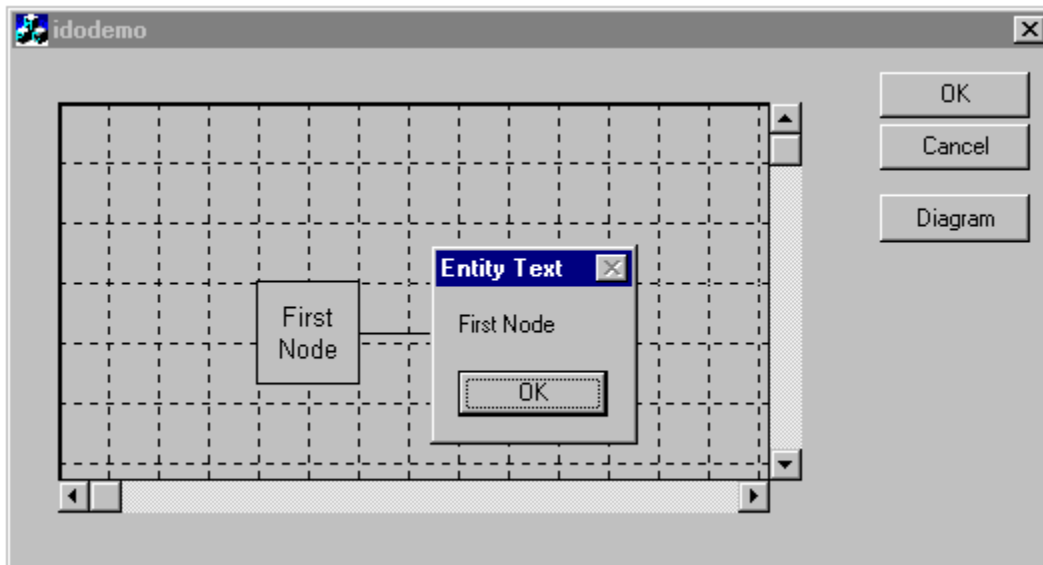 idodemo
OK
Cancel
Diagram
First
Node
Entity Text
First Node
OK